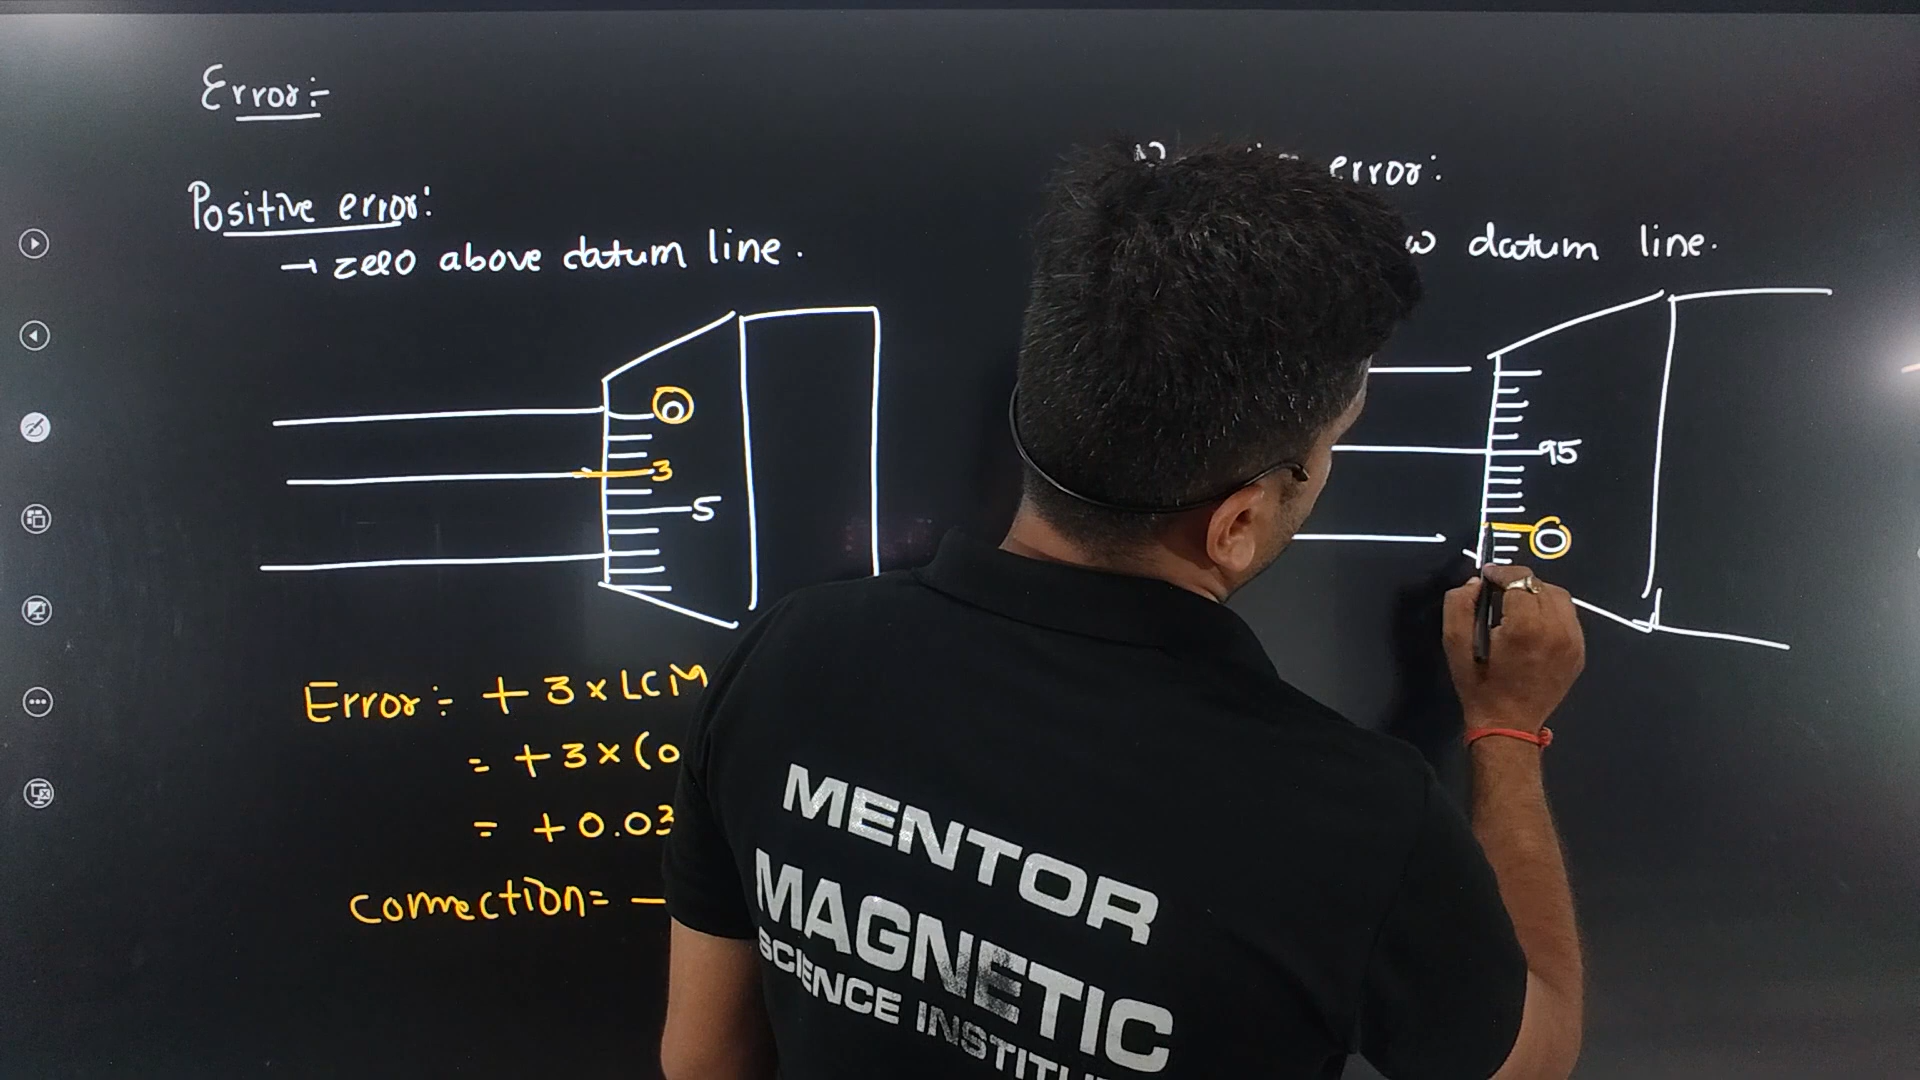 Error:-
Positive error:
→ zero above datum line.
0
3
5
Error:- + 3 x LCM
= + 3 x (0
= + 0.03
Correction= —
error:
datum line.
95
0
MENTOR
MAGNETIC
SCIENCE